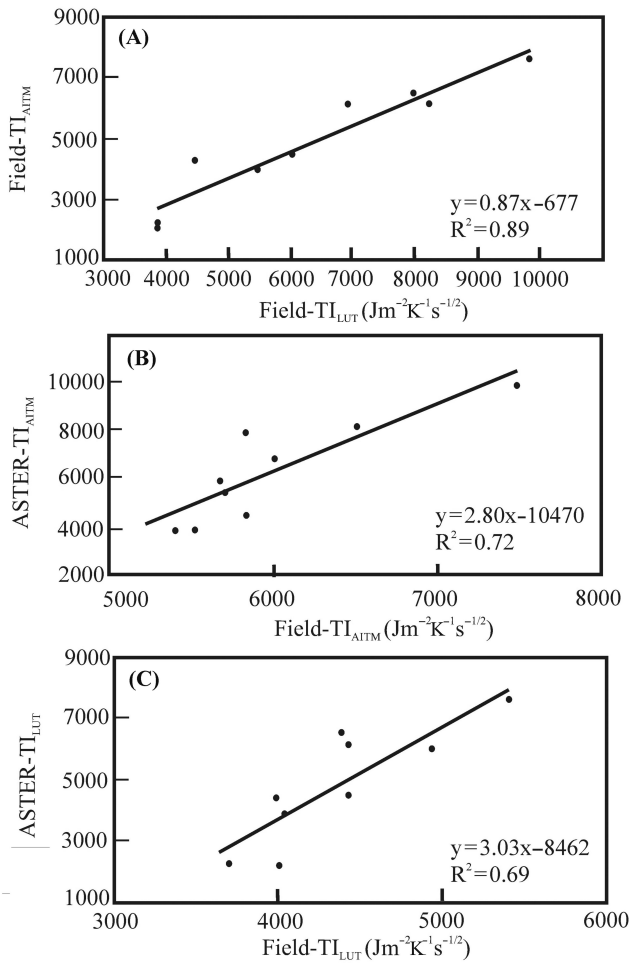 9000
(A)
7000
5000
3000
1000
Field-TI_AITM
3000 4000 5000 6000 7000 8000 9000 10000
Field-TI_LUT (Jm⁻²K⁻¹s⁻¹/²)
y=0.87x–677
R²=0.89
(B)
10000
8000
6000
4000
2000
ASTER-TI_AITM
5000 6000 7000 8000
Field-TI_AITM (Jm⁻²K⁻¹s⁻¹/²)
y=2.80x–10470
R²=0.72
9000
(C)
7000
5000
3000
1000
ASTER-TI_LUT
3000 4000 5000 6000
Field-TI_LUT (Jm⁻²K⁻¹s⁻¹/²)
y=3.03x–8462
R²=0.69